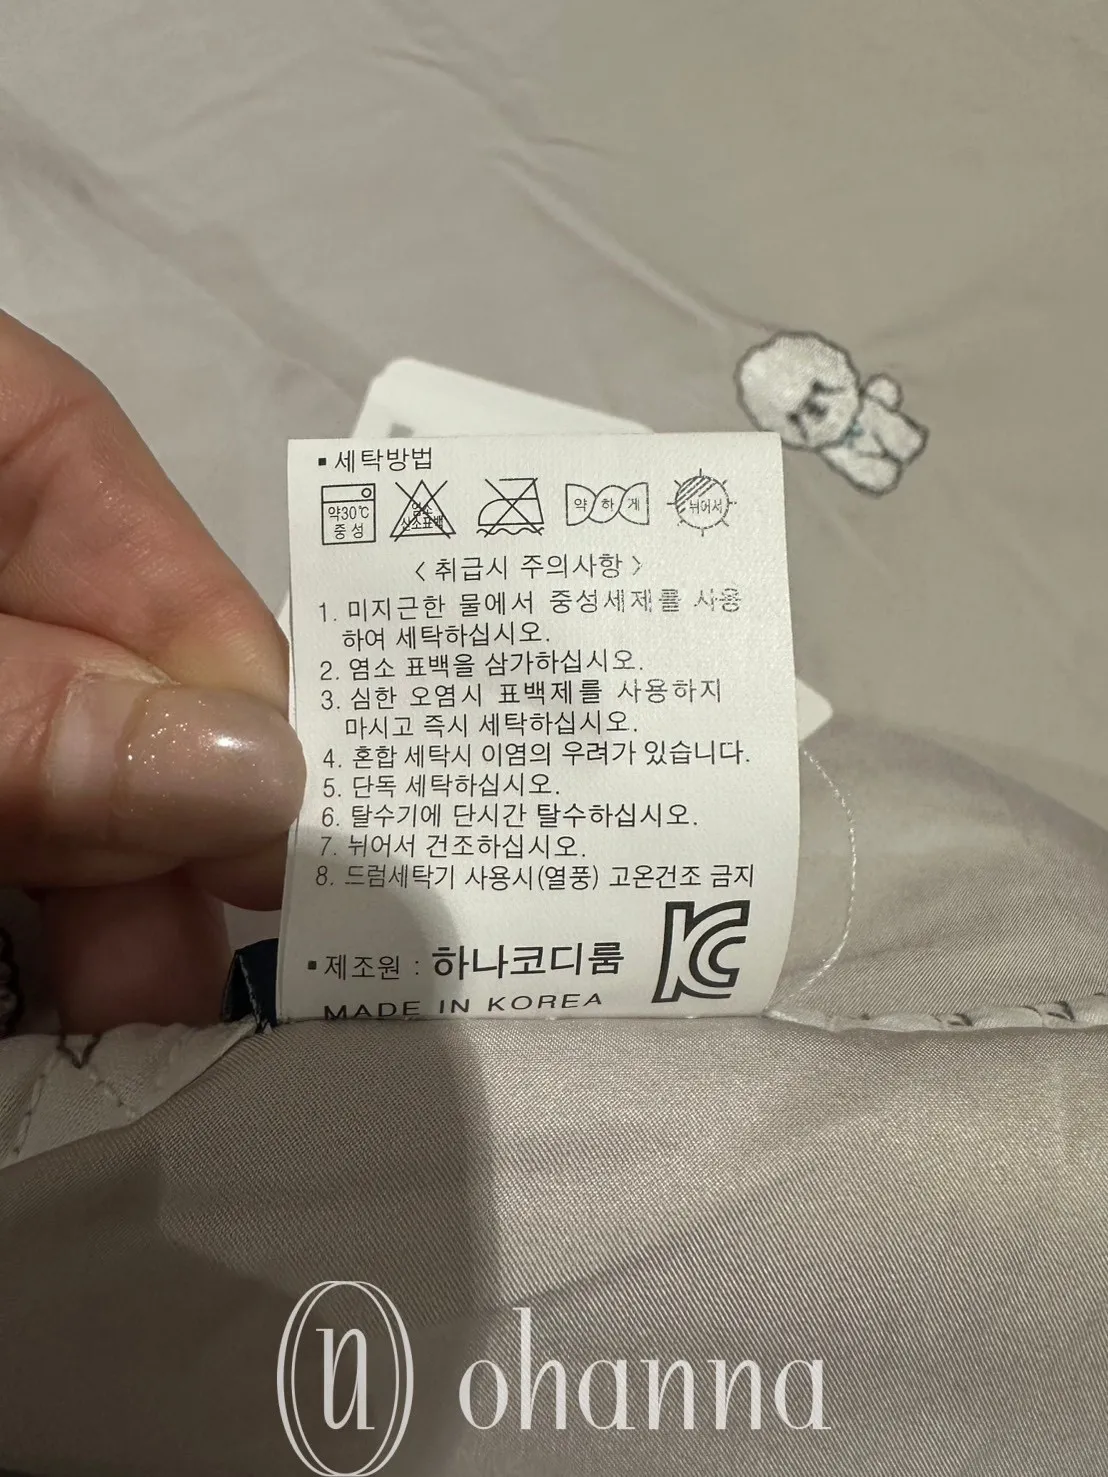 ▪ 세탁방법
약30℃
중성
염소
산소표백
약하게
뉘어서
< 취급시 주의사항 >
1. 미지근한 물에서 중성세제를 사용
하여 세탁하십시오.
2. 염소 표백을 삼가하십시오.
3. 심한 오염시 표백제를 사용하지
마시고 즉시 세탁하십시오.
4. 혼합 세탁시 이염의 우려가 있습니다.
5. 단독 세탁하십시오.
6. 탈수기에 단시간 탈수하십시오.
7. 뉘어서 건조하십시오.
8. 드럼세탁기 사용시(열풍) 고온건조 금지
▪ 제조원 : 하나코디룸
KC
MADE IN KOREA
n ohanna